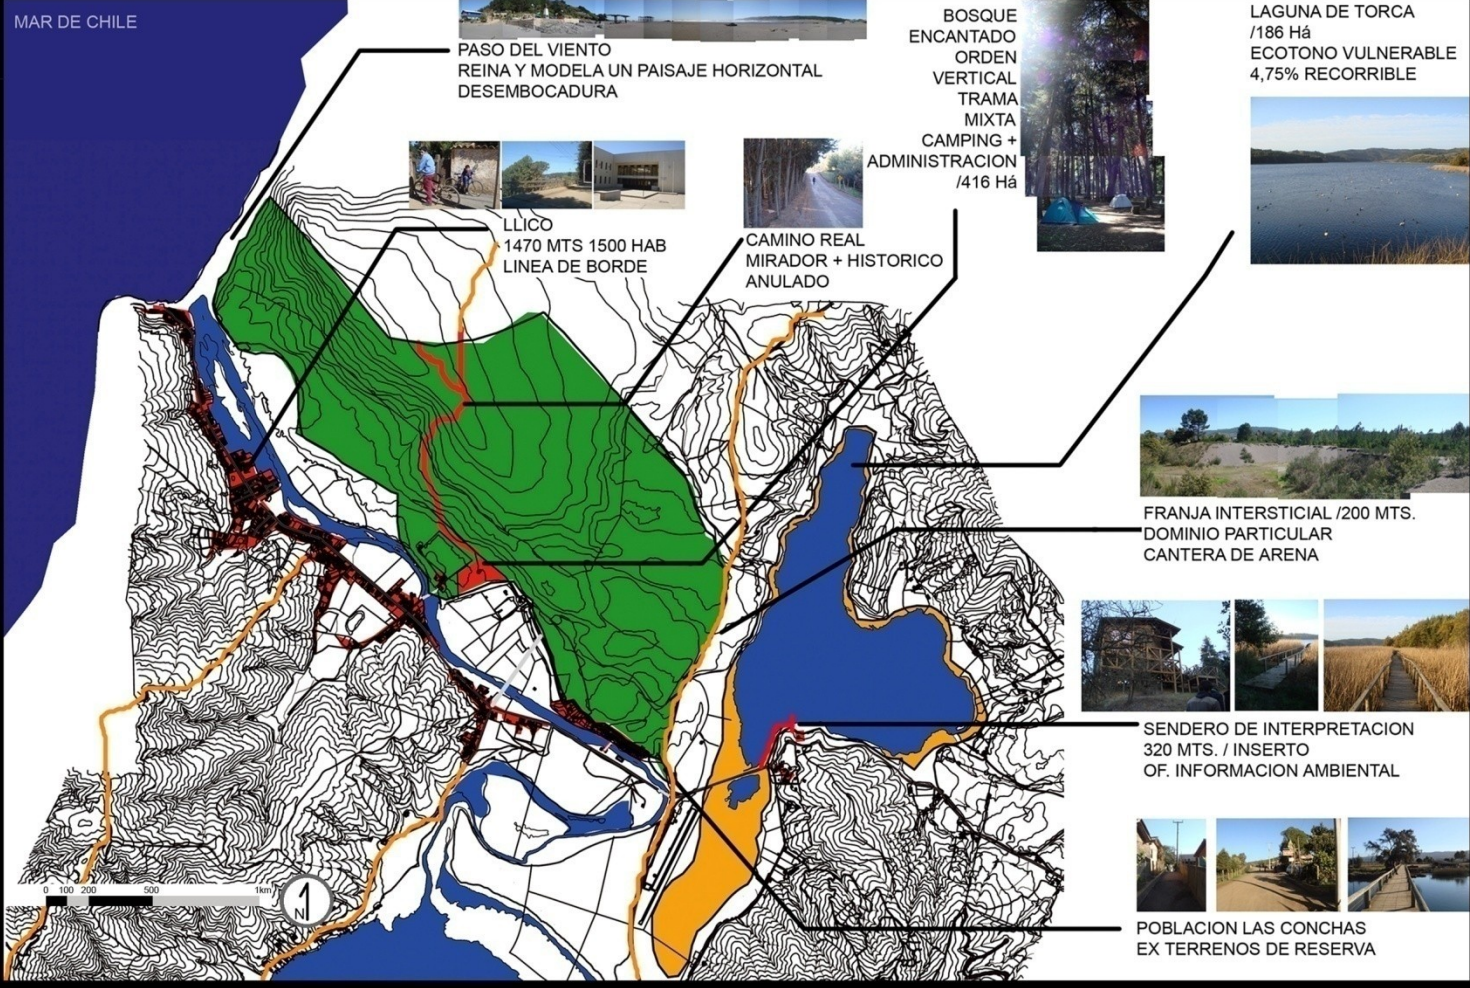 MAR DE CHILE
PASO DEL VIENTO
REINA Y MODELA UN PAISAJE HORIZONTAL
DESEMBOCADURA
BOSQUE
ENCANTADO
ORDEN
VERTICAL
TRAMA
MIXTA
CAMPING +
ADMINISTRACION
/416 Há
LAGUNA DE TORCA
/186 Há
ECOTONO VULNERABLE
4,75% RECORRIBLE
LLICO
1470 MTS 1500 HAB
LINEA DE BORDE
CAMINO REAL
MIRADOR + HISTORICO
ANULADO
FRANJA INTERSTICIAL /200 MTS.
DOMINIO PARTICULAR
CANTERA DE ARENA
SENDERO DE INTERPRETACION
320 MTS. / INSERTO
OF. INFORMACION AMBIENTAL
POBLACION LAS CONCHAS
EX TERRENOS DE RESERVA
0 100 200 500 1km
N